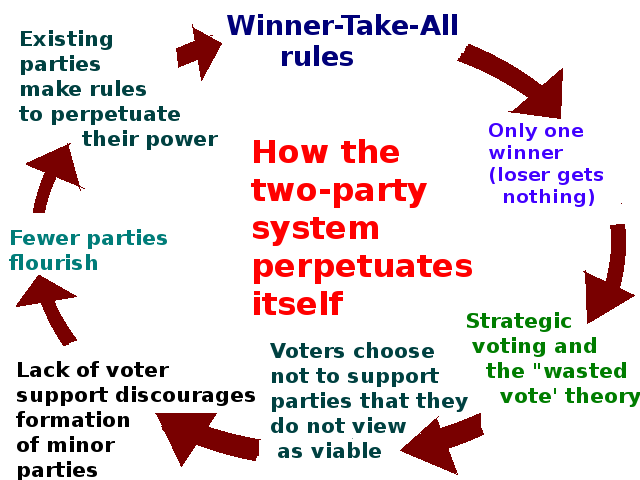 Winner-Take-All
rules
Only one
winner
(loser gets
nothing)
Strategic
voting and
the "wasted
vote' theory
Voters choose
not to support
parties that they
do not view
as viable
Lack of voter
support discourages
formation
of minor
parties
Fewer parties
flourish
Existing
parties
make rules
to perpetuate
their power
How the
two-party
system
perpetuates
itself